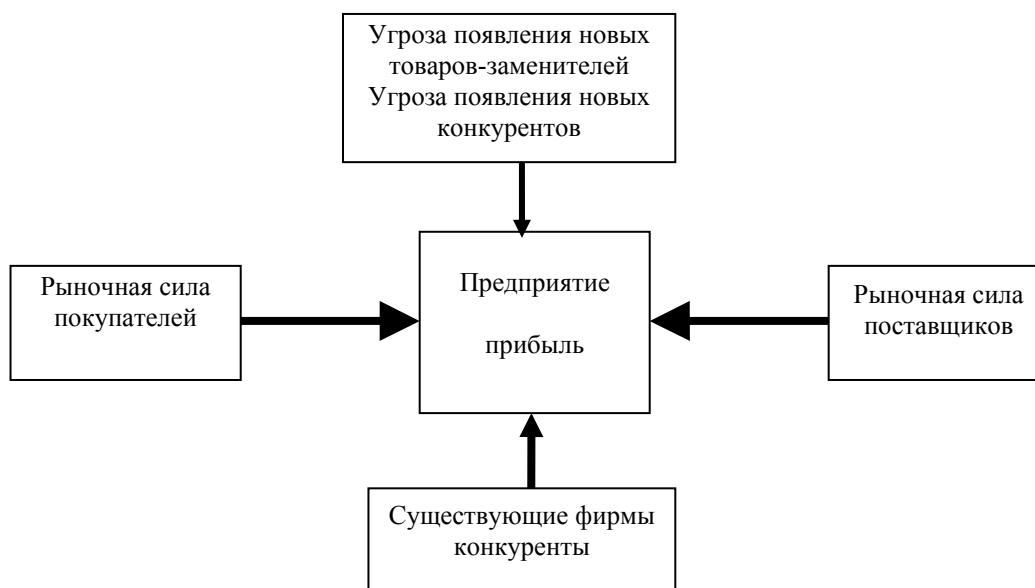 Угроза появления новых
товаров-заменителей
Угроза появления новых
конкурентов
Рыночная сила
покупателей
Предприятие
прибыль
Рыночная сила
поставщиков
Существующие фирмы
конкуренты